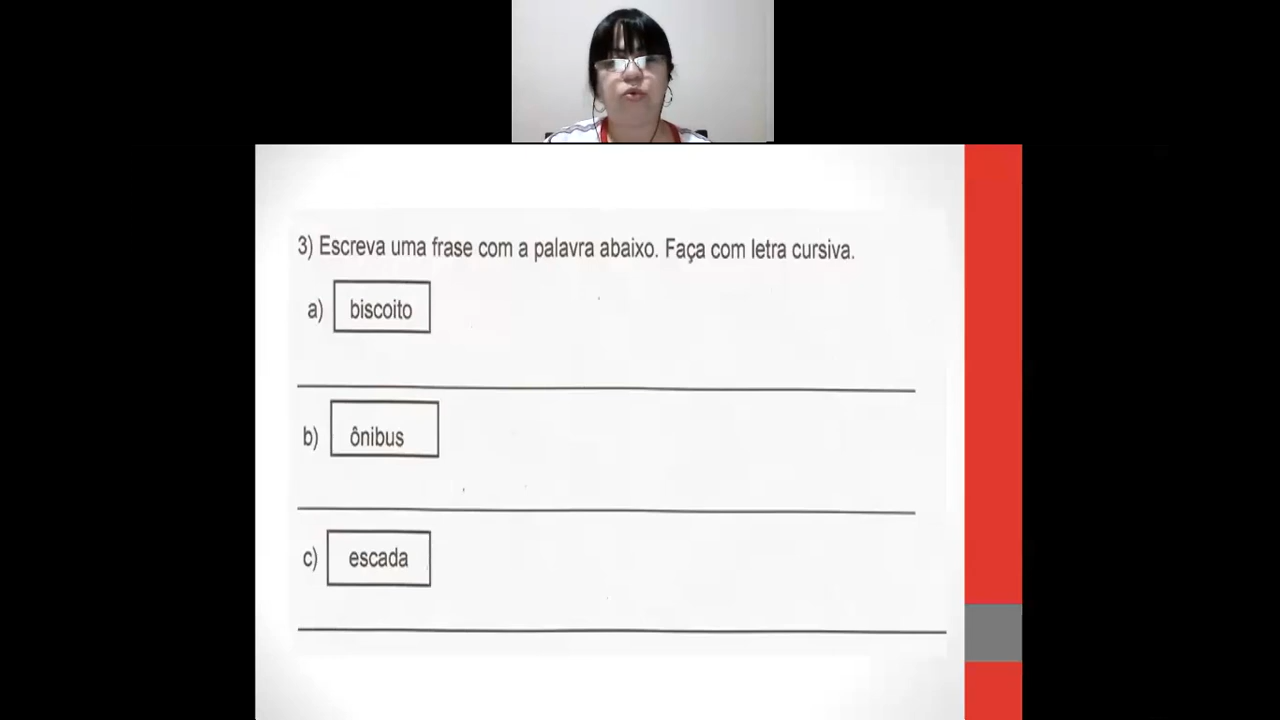 3) Escreva uma frase com a palavra abaixo. Faça com letra cursiva.
a) biscoito
b) ônibus
c) escada